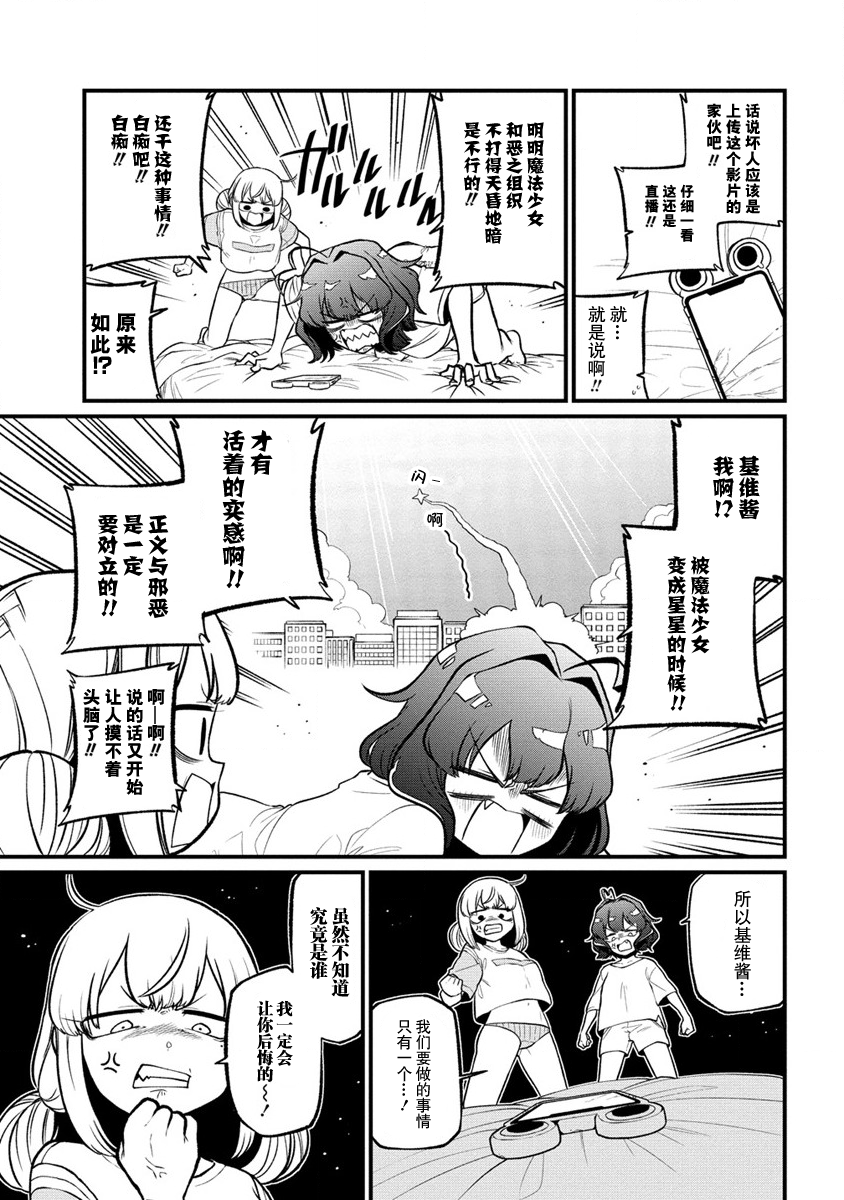 话说坏人应该是
上传这个影片的
家伙吧!!
仔细一看
这还是
直播!!
就…
就是说啊!!
明明魔法少女
和恶之组织
不打得天昏地暗
是不行的!!
还干这种事情!!
白痴吧!!
白痴!!
原来
如此!?
基维酱
我啊!?
被魔法少女
变成星星的时候!!
闪
啊
才有
活着的实感啊!!
正义与邪恶
是一定
要对立的!!
啊—啊!!
说的话又开始
让人摸不着
头脑了!!
所以基维酱…
我们要做的事情
只有一个…!
虽然不知道
究竟是谁
我一定会
让你后悔的~